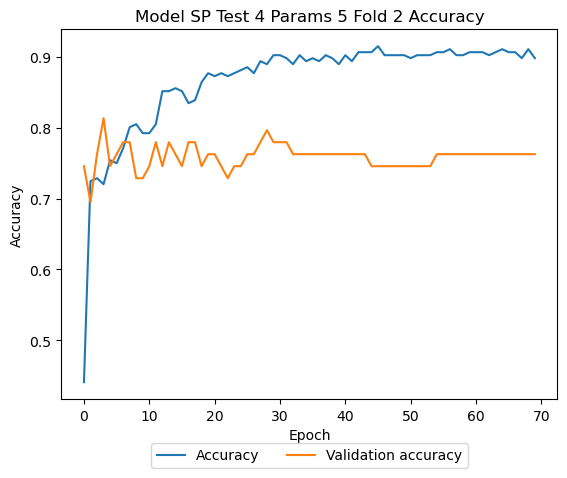 Model SP Test 4 Params 5 Fold 2 Accuracy
0.9
0.8
0.7
0.6
0.5
Accuracy
0 10 20 30 40 50 60 70
Epoch
Accuracy Validation accuracy